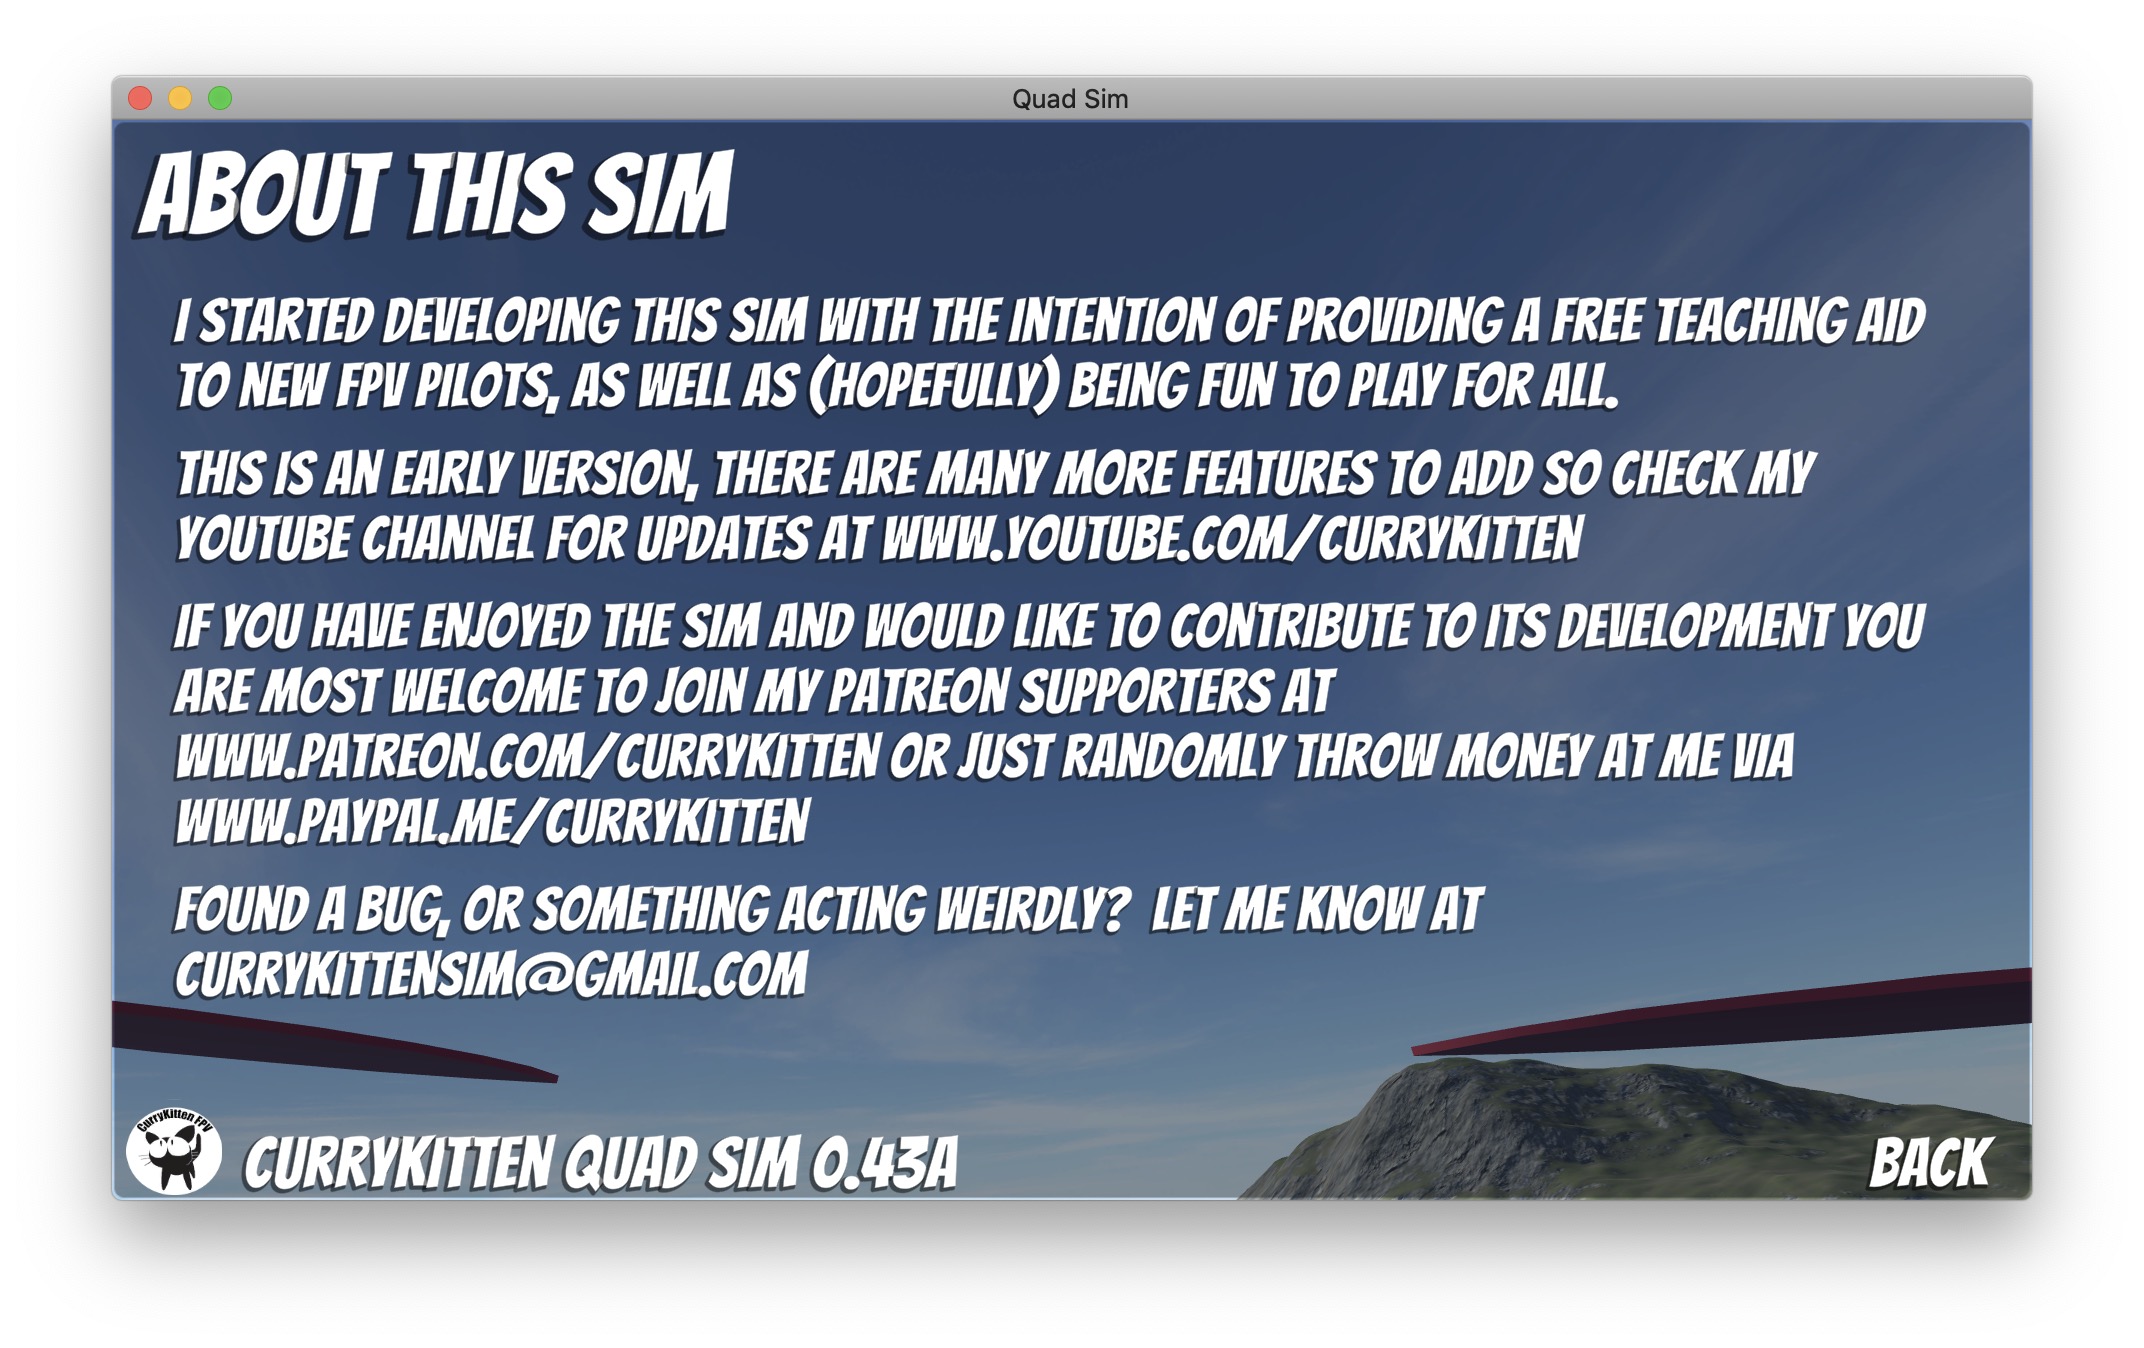 Quad Sim
ABOUT THIS SIM
I STARTED DEVELOPING THIS SIM WITH THE INTENTION OF PROVIDING A FREE TEACHING AID
TO NEW FPV PILOTS, AS WELL AS (HOPEFULLY) BEING FUN TO PLAY FOR ALL.
THIS IS AN EARLY VERSION, THERE ARE MANY MORE FEATURES TO ADD SO CHECK MY
YOUTUBE CHANNEL FOR UPDATES AT WWW.YOUTUBE.COM/CURRYKITTEN
IF YOU HAVE ENJOYED THE SIM AND WOULD LIKE TO CONTRIBUTE TO ITS DEVELOPMENT YOU
ARE MOST WELCOME TO JOIN MY PATREON SUPPORTERS AT
WWW.PATREON.COM/CURRYKITTEN OR JUST RANDOMLY THROW MONEY AT ME VIA
WWW.PAYPAL.ME/CURRYKITTEN
FOUND A BUG, OR SOMETHING ACTING WEIRDLY?  LET ME KNOW AT
CURRYKITTENSIM@GMAIL.COM
CurryKitten FPV
CURRYKITTEN QUAD SIM 0.43A
BACK